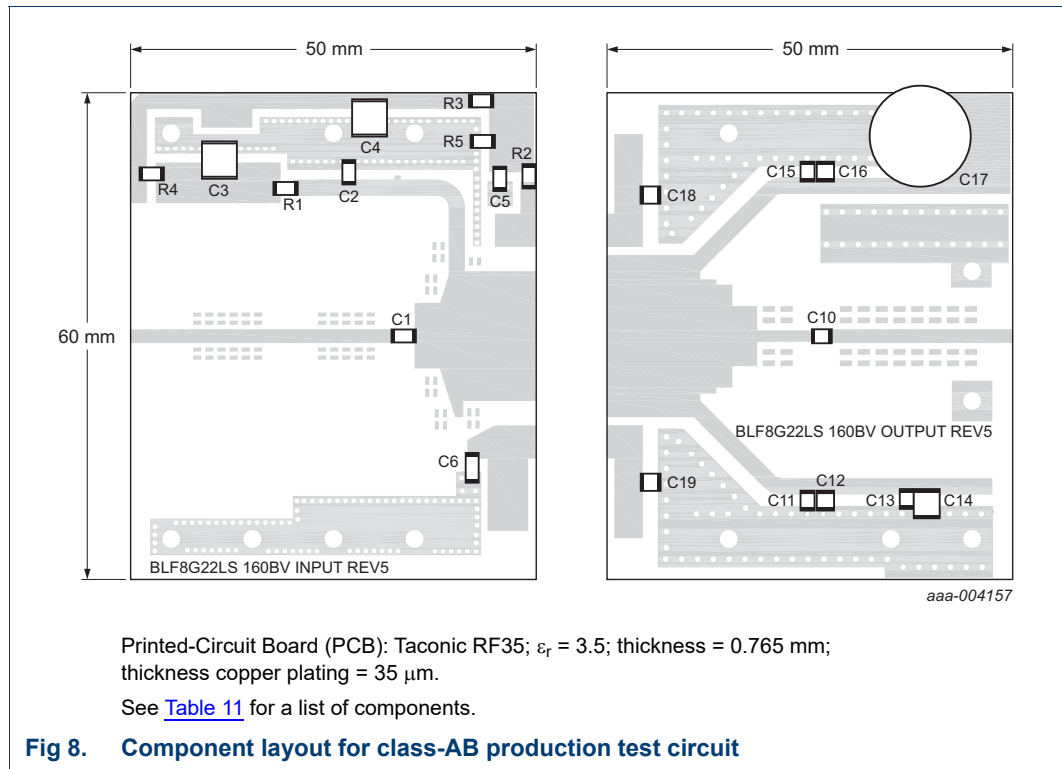 50 mm
50 mm
60 mm
R3
C4
R5
R2
R4
C3
R1
C2
C5
C1
C6
BLF8G22LS 160BV INPUT REV5
C15
C16
C17
C18
C10
BLF8G22LS 160BV OUTPUT REV5
C19
C11
C12
C13
C14
aaa-004157
Printed-Circuit Board (PCB): Taconic RF35; εr = 3.5; thickness = 0.765 mm;
thickness copper plating = 35 μm.
See Table 11 for a list of components.
Fig 8. Component layout for class-AB production test circuit